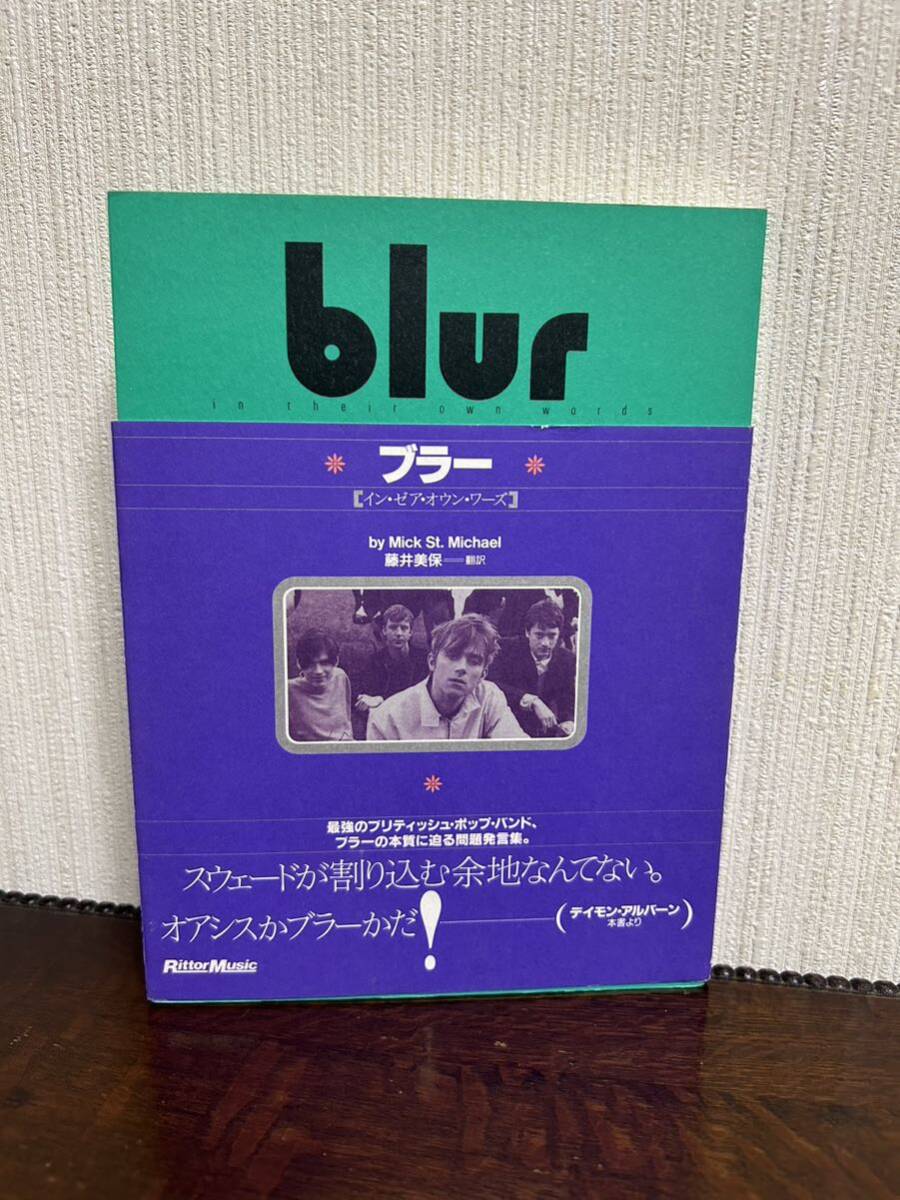 blur
in their own words
ブラー
[イン・ゼア・オウン・ワーズ]
by Mick St. Michael
藤井美保——翻訳
最強のブリティッシュ・ポップ・バンド、
ブラーの本質に迫る問題発言集。
スウェードが割り込む余地なんてない。
オアシスかブラーかだ!
(デイモン・アルバーン
本書より)
RittorMusic